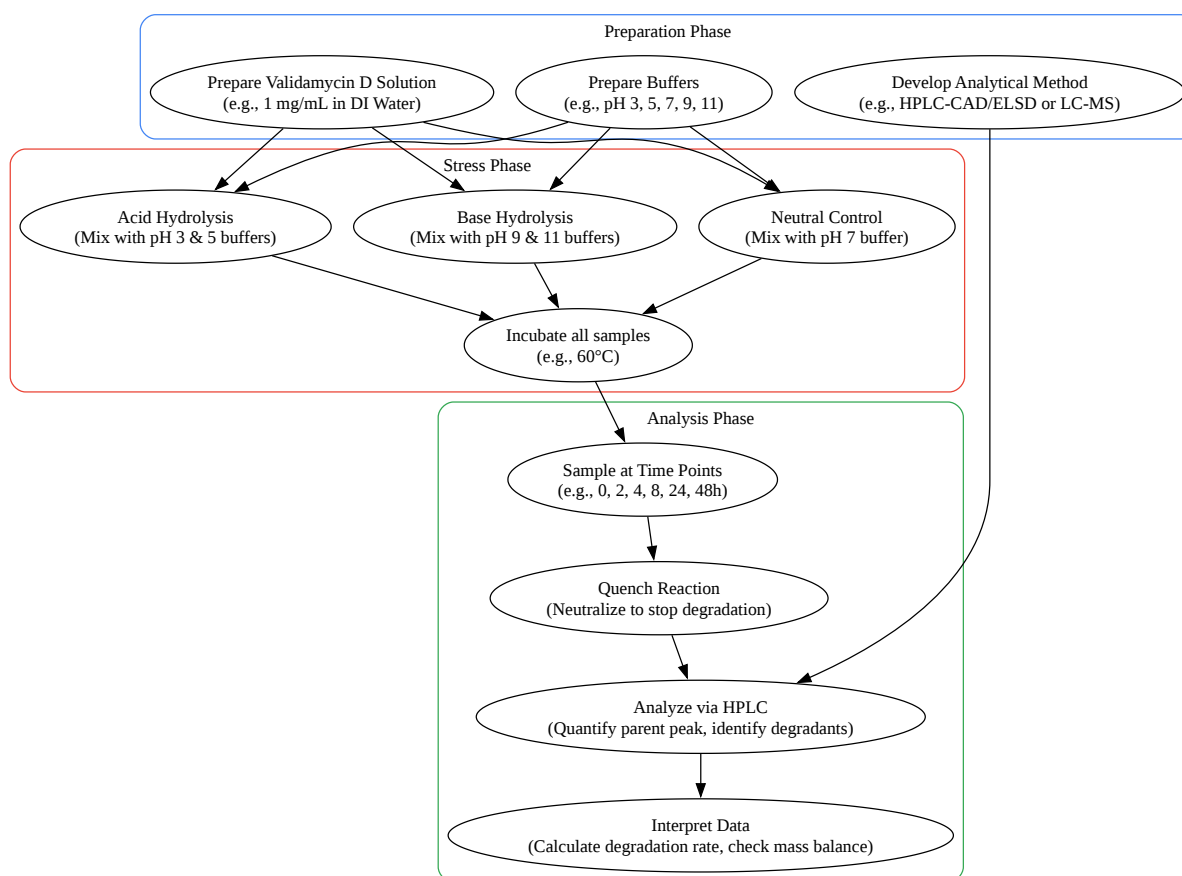 Preparation Phase
Prepare Validamycin D Solution
(e.g., 1 mg/mL in DI Water)
Prepare Buffers
(e.g., pH 3, 5, 7, 9, 11)
Develop Analytical Method
(e.g., HPLC-CAD/ELSD or LC-MS)
Stress Phase
Acid Hydrolysis
(Mix with pH 3 & 5 buffers)
Base Hydrolysis
(Mix with pH 9 & 11 buffers)
Neutral Control
(Mix with pH 7 buffer)
Incubate all samples
(e.g., 60°C)
Analysis Phase
Sample at Time Points
(e.g., 0, 2, 4, 8, 24, 48h)
Quench Reaction
(Neutralize to stop degradation)
Analyze via HPLC
(Quantify parent peak, identify degradants)
Interpret Data
(Calculate degradation rate, check mass balance)